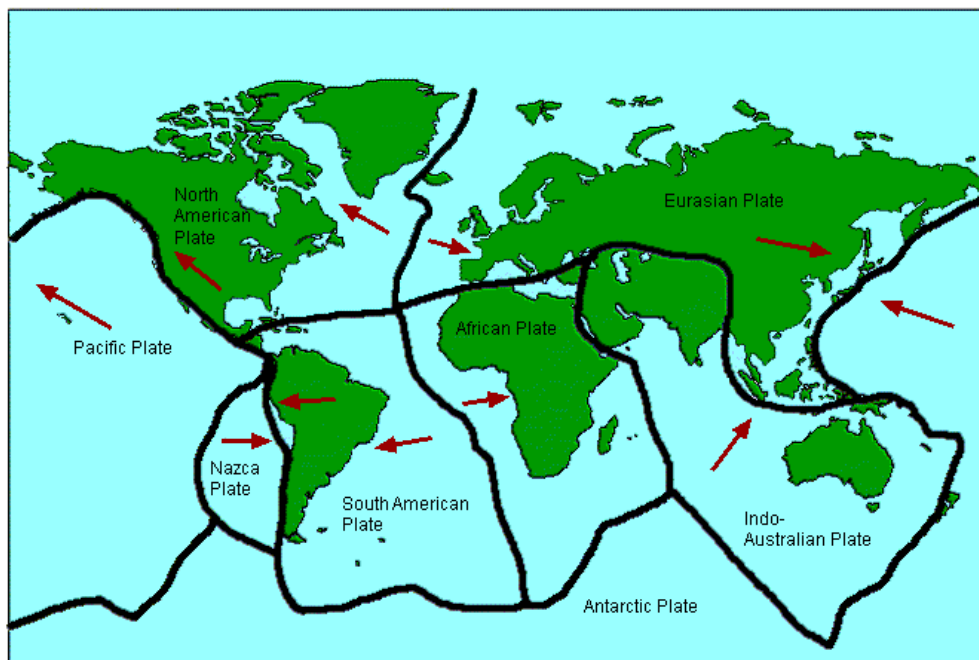 North
American
Plate
Eurasian Plate
Pacific Plate
African Plate
Nazca
Plate
South American
Plate
Indo-
Australian Plate
Antarctic Plate